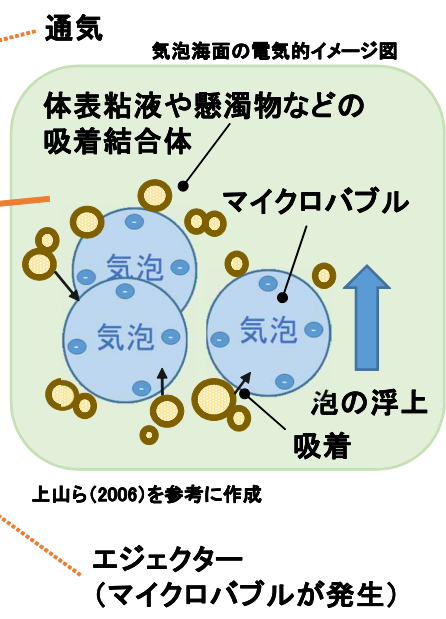 通気
気泡海面の電気的イメージ図
体表粘液や懸濁物などの
吸着結合体
マイクロバブル
気泡
気泡
気泡
泡の浮上
吸着
上山ら(2006)を参考に作成
エジェクター
(マイクロバブルが発生)